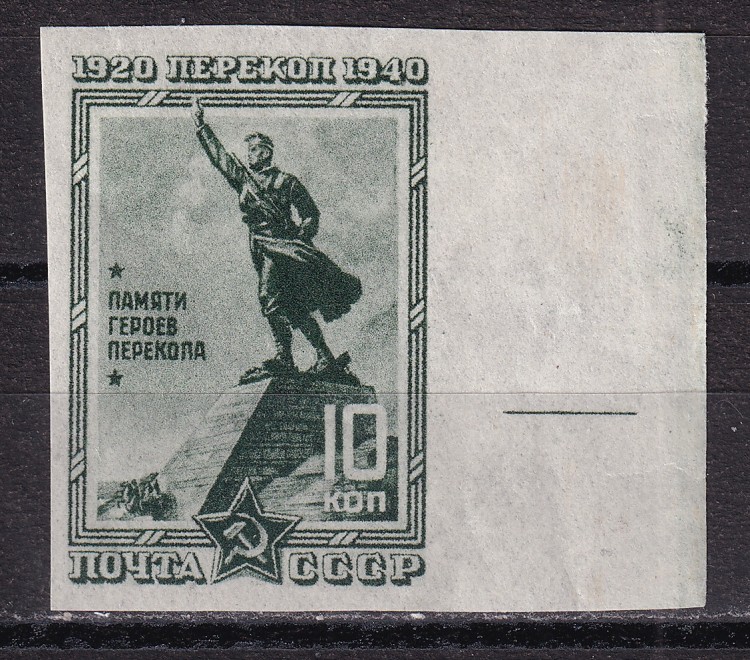 1920 ПЕРЕКОП 1940
ПАМЯТИ
ГЕРОЕВ
ПЕРЕКОПА
10
КОП
ПОЧТА СССР